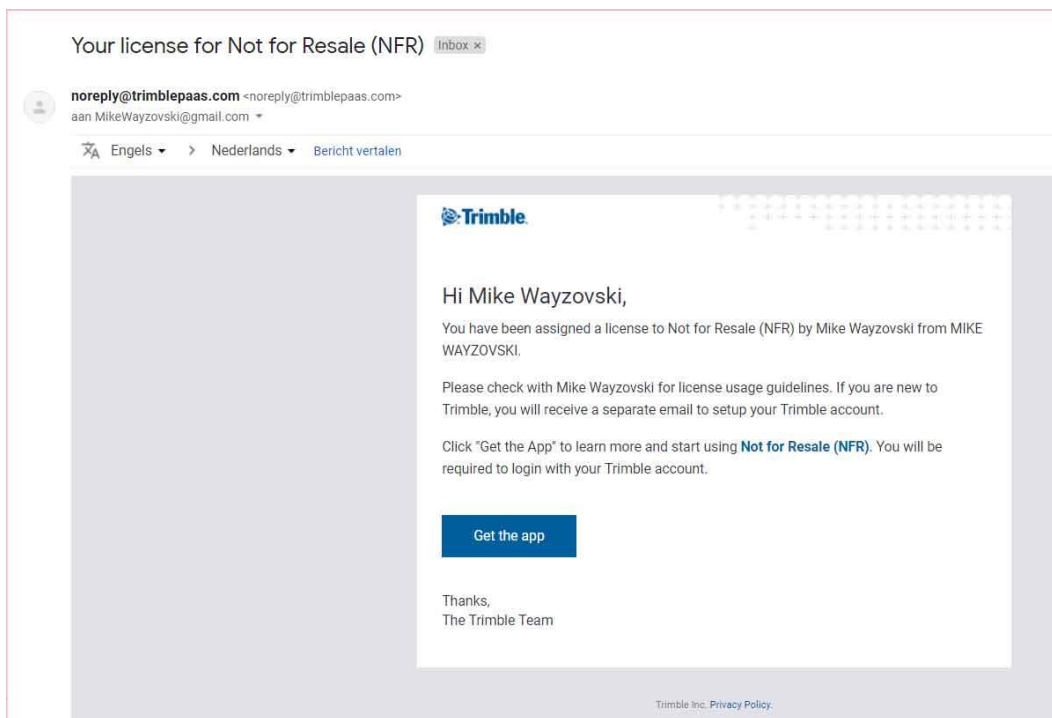 Your license for Not for Resale (NFR) Inbox ×
noreply@trimblepaas.com <noreply@trimblepaas.com>
aan MikeWayzovski@gmail.com
Engels > Nederlands Bericht vertalen
Trimble.
Hi Mike Wayzovski,
You have been assigned a license to Not for Resale (NFR) by Mike Wayzovski from MIKE
WAYZOVSKI.
Please check with Mike Wayzovski for license usage guidelines. If you are new to
Trimble, you will receive a separate email to setup your Trimble account.
Click "Get the App" to learn more and start using Not for Resale (NFR). You will be
required to login with your Trimble account.
Get the app
Thanks,
The Trimble Team
Trimble Inc. Privacy Policy.